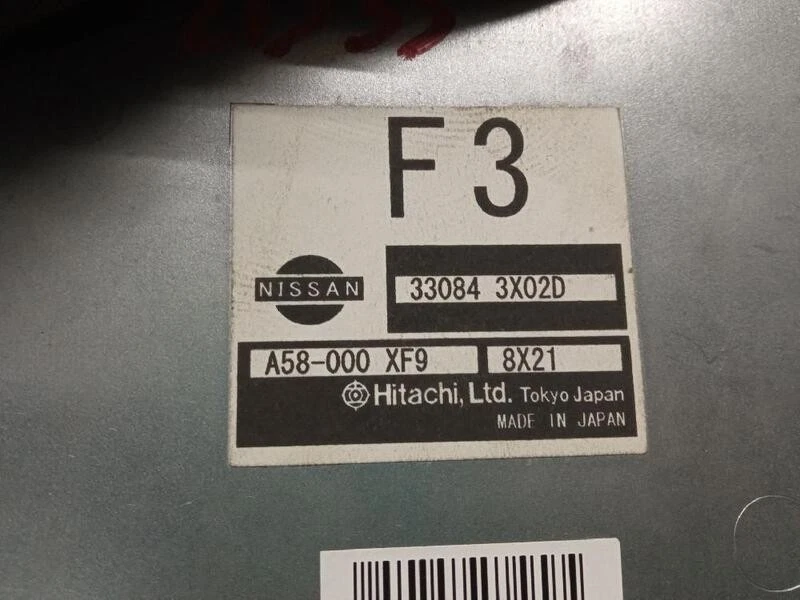 F3
NISSAN
33084 3X02D
A58-000 XF9 8X21
Hitachi, Ltd. Tokyo Japan
MADE IN JAPAN